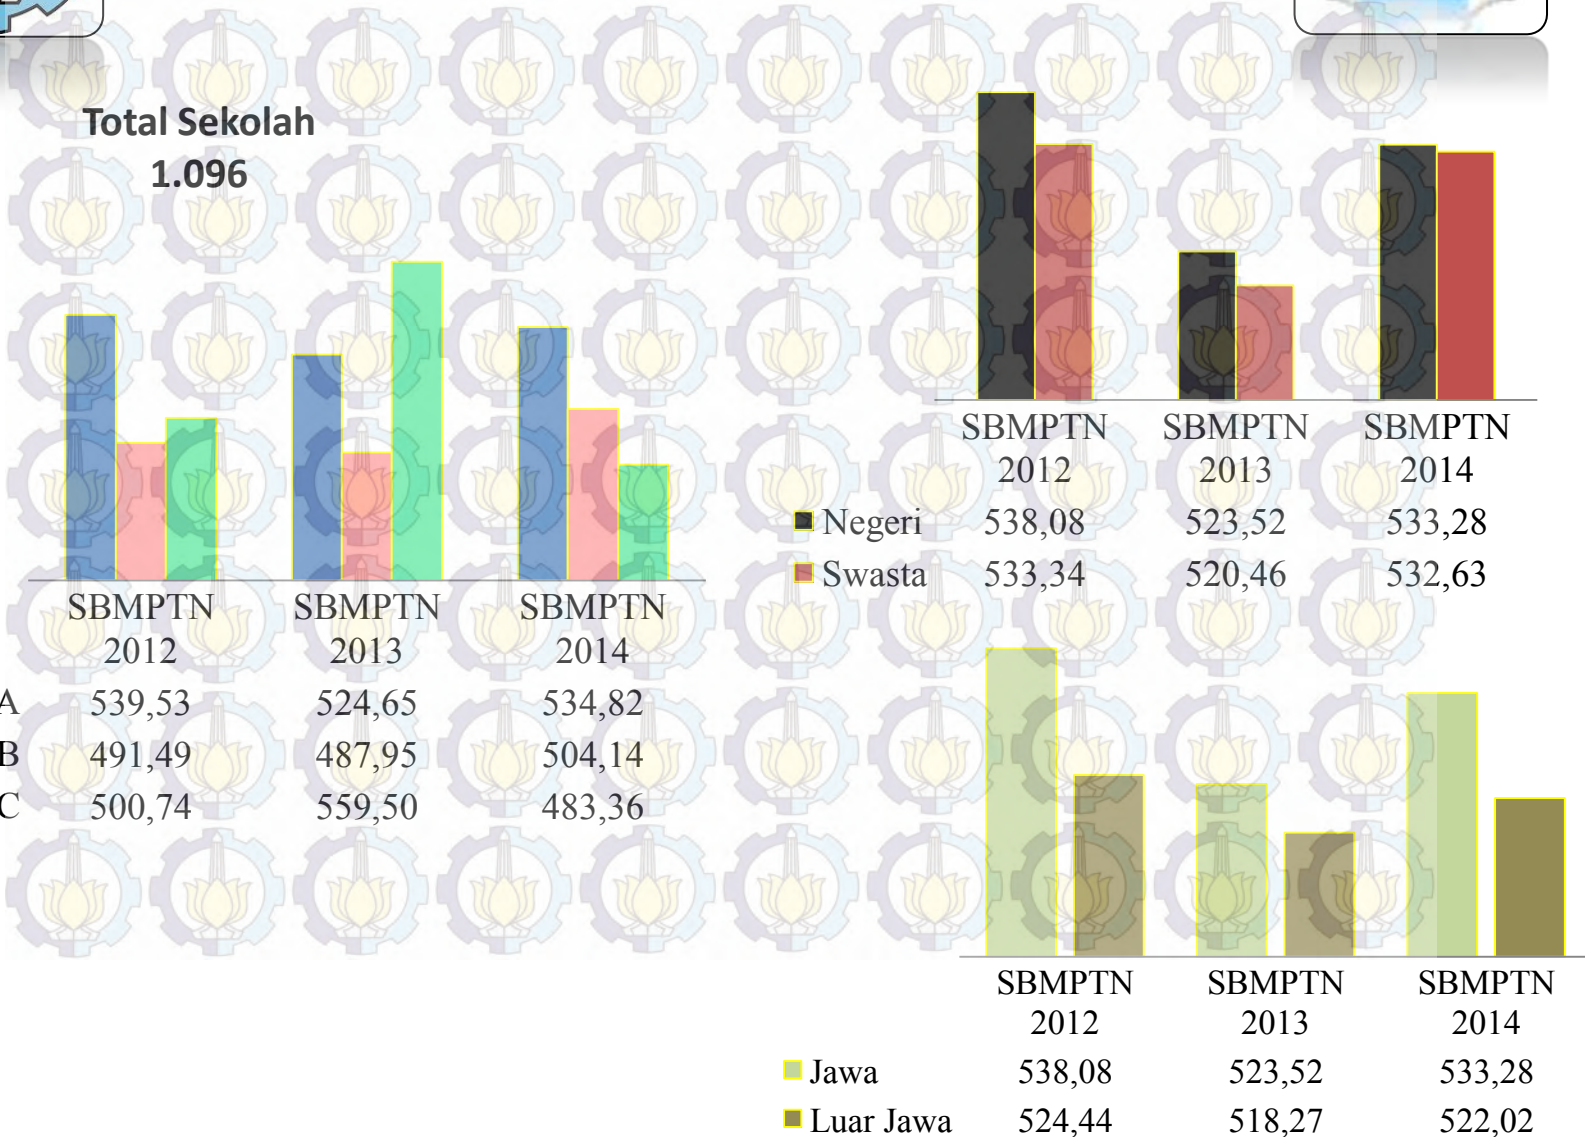 Total Sekolah
1.096
SBMPTN 2012 SBMPTN 2013 SBMPTN 2014
A 539,53 524,65 534,82
B 491,49 487,95 504,14
C 500,74 559,50 483,36
SBMPTN SBMPTN SBMPTN
2012 2013 2014
Negeri 538,08 523,52 533,28
Swasta 533,34 520,46 532,63
SBMPTN SBMPTN SBMPTN
2012 2013 2014
Jawa 538,08 523,52 533,28
Luar Jawa 524,44 518,27 522,02